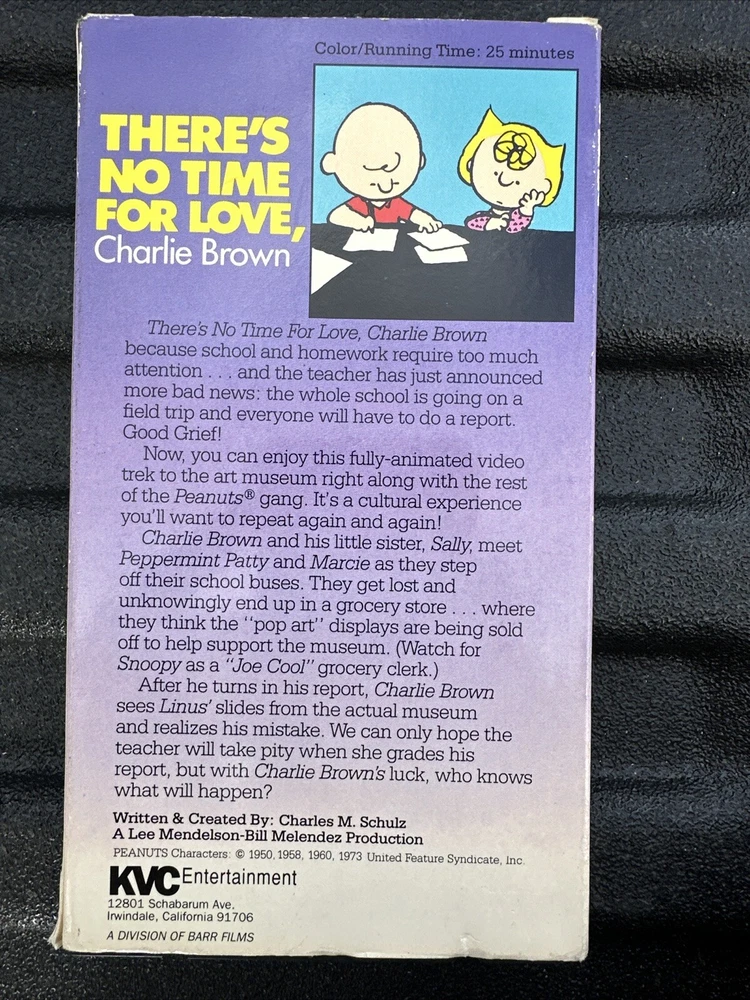 Color/Running Time: 25 minutes
THERE'S
NO TIME
FOR LOVE,
Charlie Brown
There's No Time For Love, Charlie Brown
because school and homework require too much
attention . . . and the teacher has just announced
more bad news: the whole school is going on a
field trip and everyone will have to do a report.
Good Grief!
Now, you can enjoy this fully-animated video
trek to the art museum right along with the rest
of the Peanuts® gang. It's a cultural experience
you'll want to repeat again and again!
Charlie Brown and his little sister, Sally, meet
Peppermint Patty and Marcie as they step
off their school buses. They get lost and
unknowingly end up in a grocery store . . . where
they think the "pop art" displays are being sold
off to help support the museum. (Watch for
Snoopy as a "Joe Cool" grocery clerk.)
After he turns in his report, Charlie Brown
sees Linus' slides from the actual museum
and realizes his mistake. We can only hope the
teacher will take pity when she grades his
report, but with Charlie Brown's luck, who knows
what will happen?
Written & Created By: Charles M. Schulz
A Lee Mendelson-Bill Melendez Production
PEANUTS Characters: © 1950, 1958, 1960, 1973 United Feature Syndicate, Inc.
KVC Entertainment
12801 Schabarum Ave.
Irwindale, California 91706
A DIVISION OF BARR FILMS